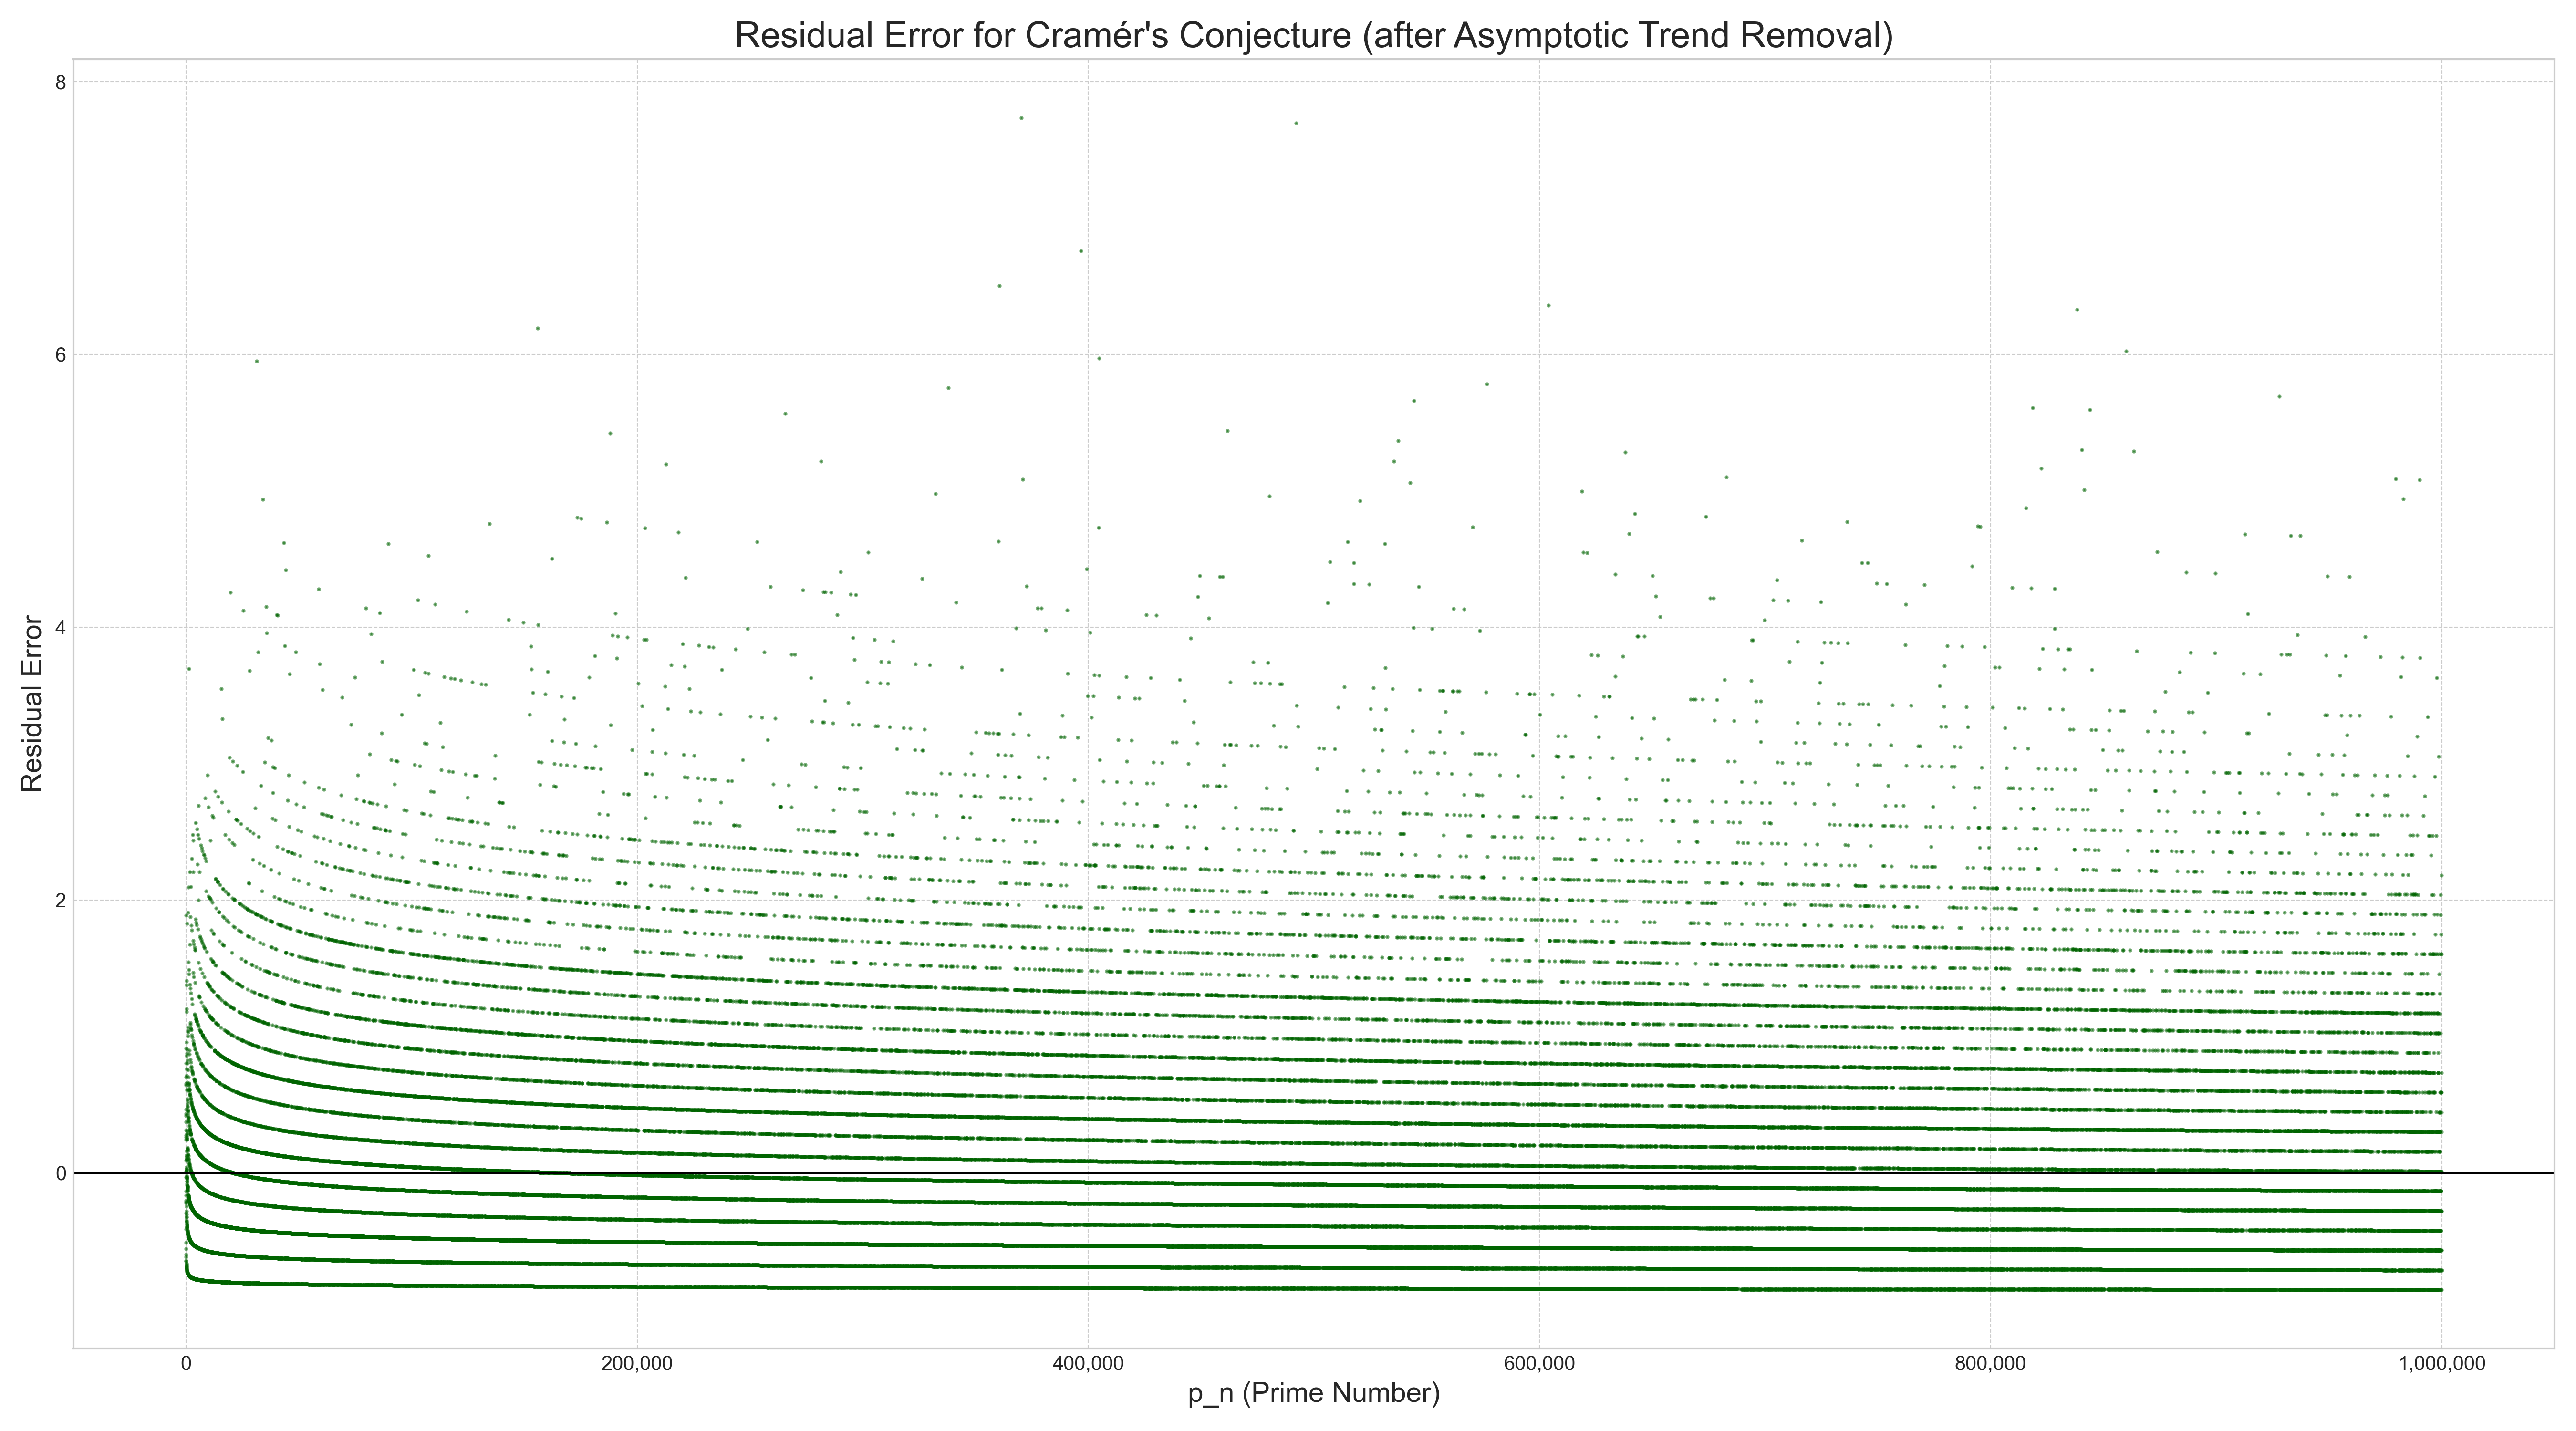 Residual Error for Cramér's Conjecture (after Asymptotic Trend Removal)
8
6
4
2
0
Residual Error
0 200,000 400,000 600,000 800,000 1,000,000
p_n (Prime Number)